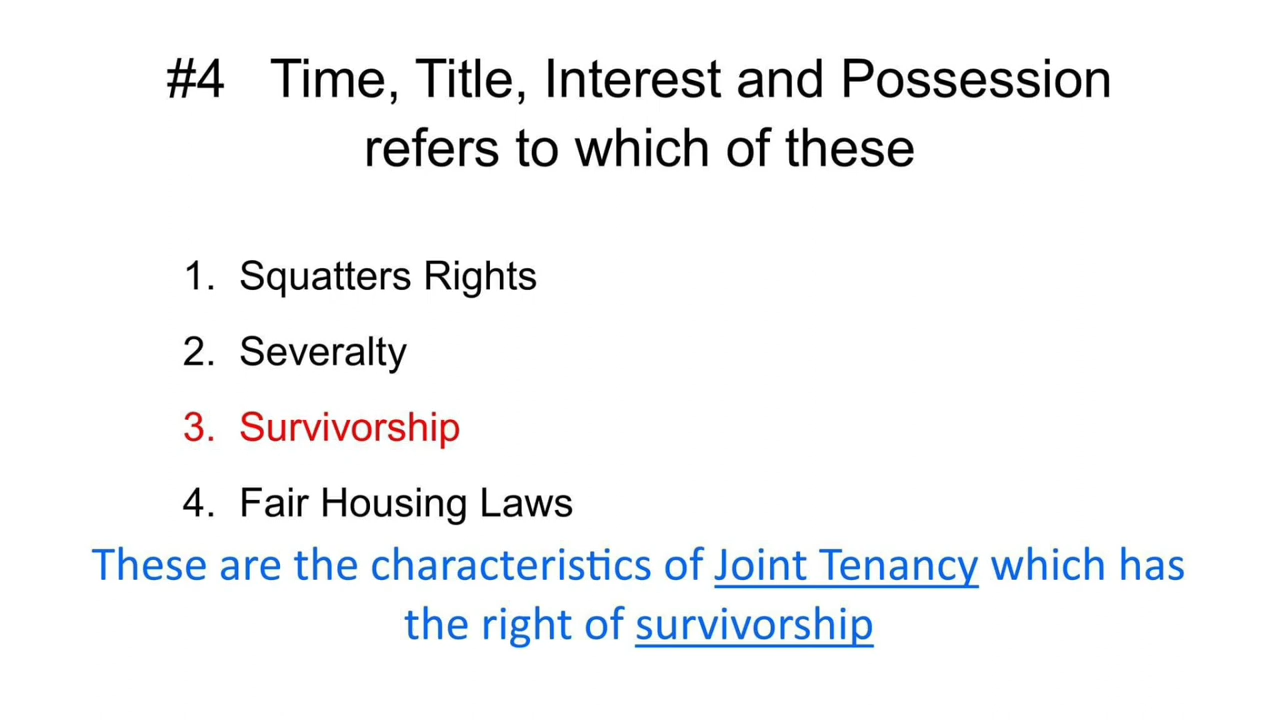 #4 Time, Title, Interest and Possession
refers to which of these
1. Squatters Rights
2. Severalty
3. Survivorship
4. Fair Housing Laws
These are the characteristics of Joint Tenancy which has
the right of survivorship